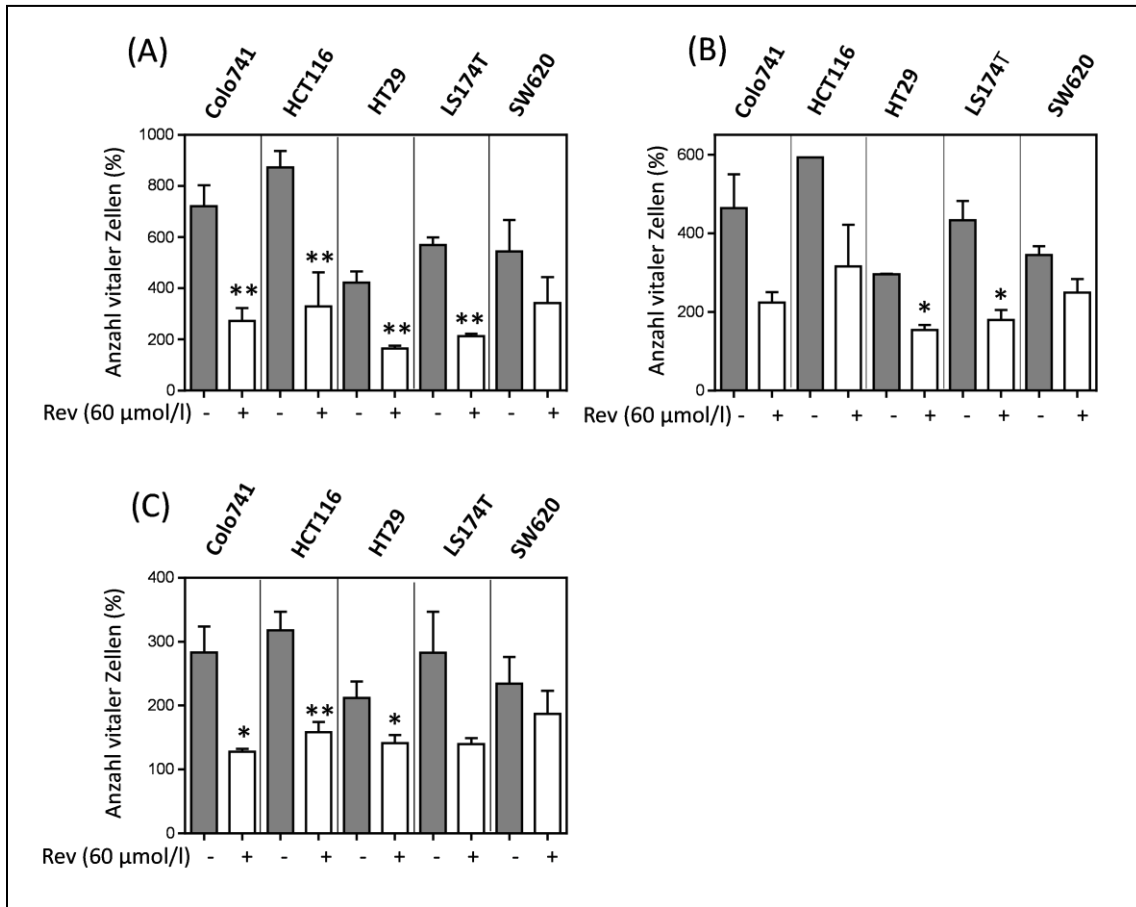 (A)
Colo741 HCT116 HT29 LS174T SW620
Anzahl vitaler Zellen (%)
1000
800
600
400
200
0
** ** ** **
Rev (60 µmol/l) - + - + - + - + - +
(B)
Colo741 HCT116 HT29 LS174T SW620
Anzahl vitaler Zellen (%)
600
400
200
0
* *
Rev (60 µmol/l) - + - + - + - + - +
(C)
Colo741 HCT116 HT29 LS174T SW620
Anzahl vitaler Zellen (%)
400
300
200
100
0
* ** *
Rev (60 µmol/l) - + - + - + - + - +